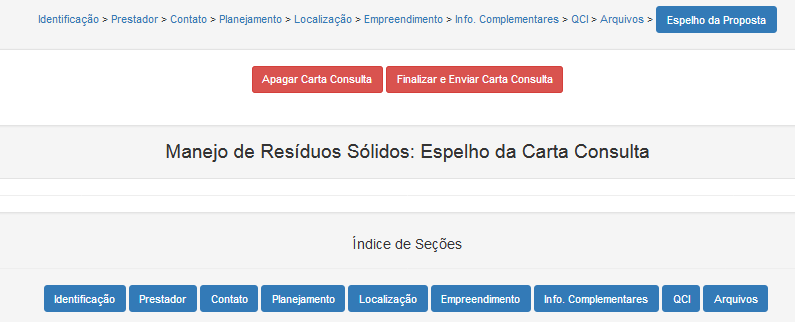 Identificação > Prestador > Contato > Planejamento > Localização > Empreendimento > Info. Complementares > QCI > Arquivos > Espelho da Proposta
Apagar Carta Consulta Finalizar e Enviar Carta Consulta
Manejo de Resíduos Sólidos: Espelho da Carta Consulta
Índice de Seções
Identificação Prestador Contato Planejamento Localização Empreendimento Info. Complementares QCI Arquivos